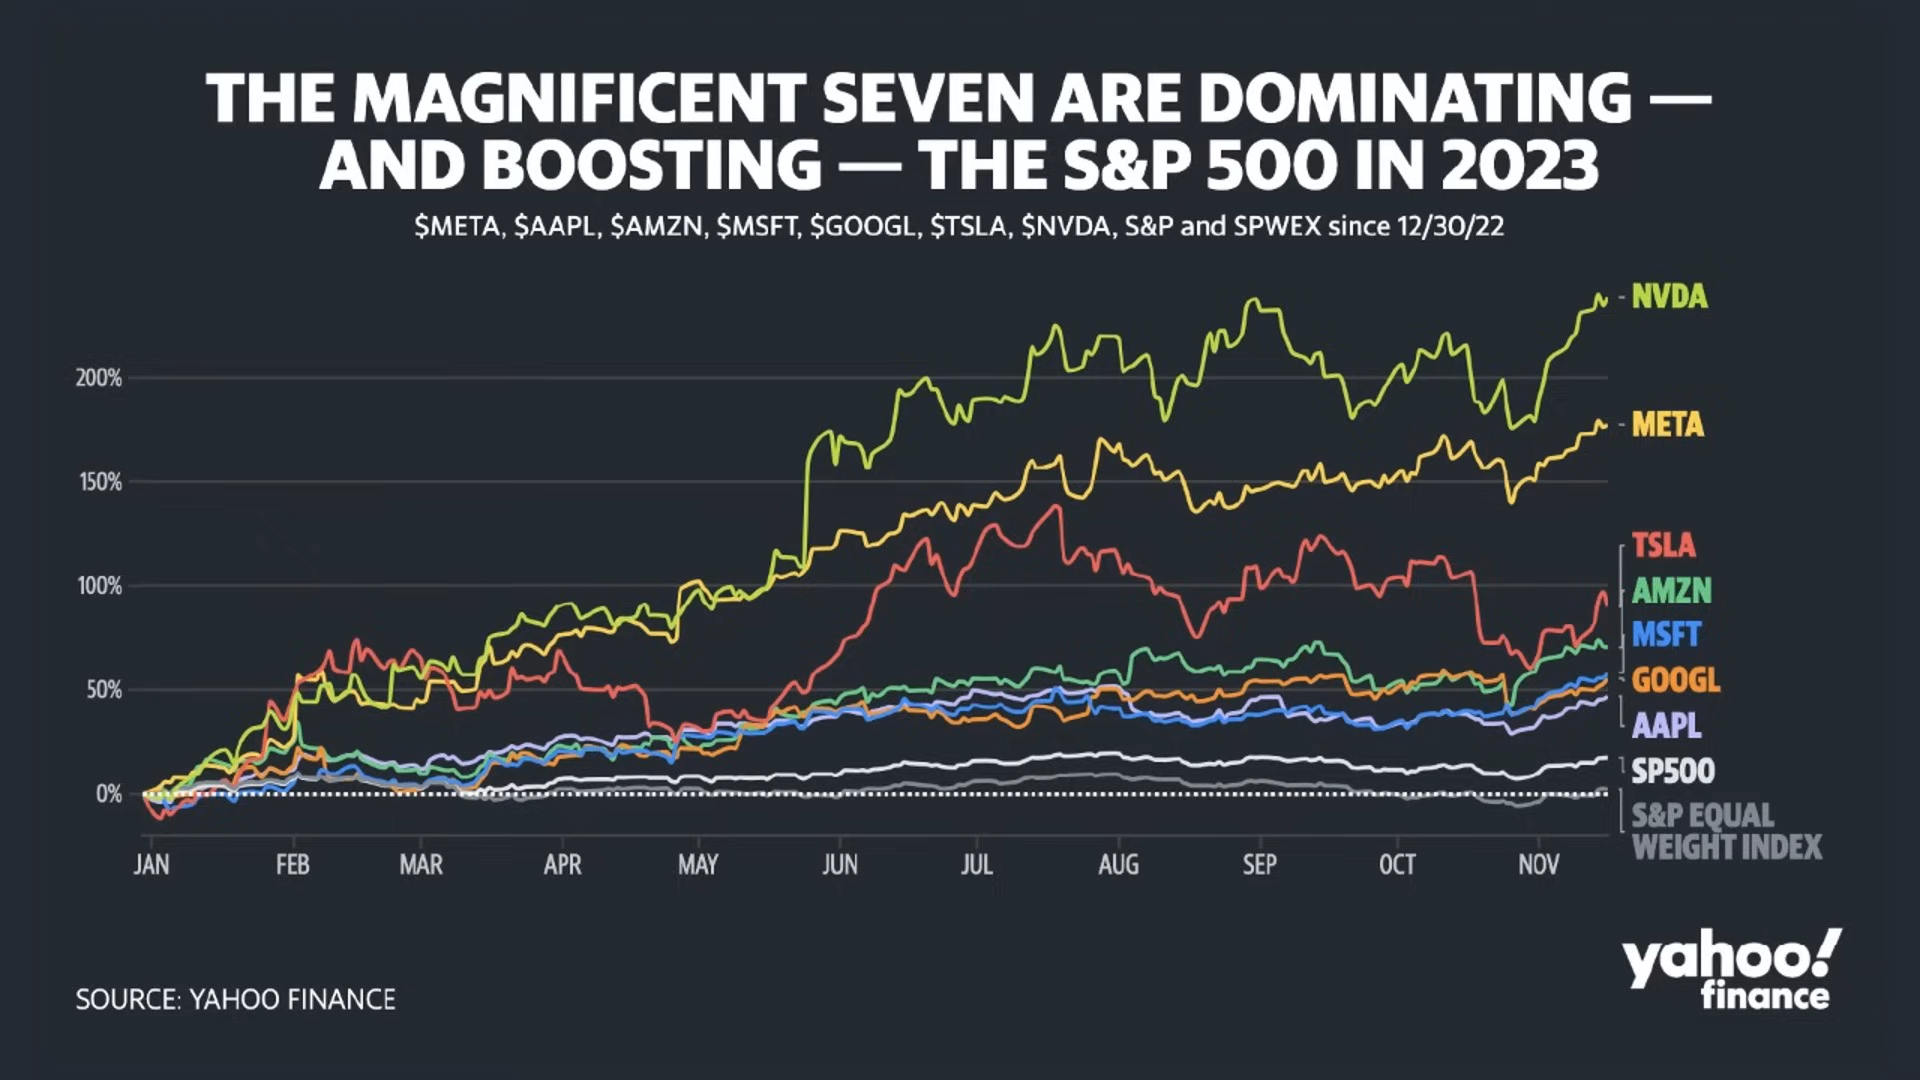 THE MAGNIFICENT SEVEN ARE DOMINATING —
AND BOOSTING — THE S&P 500 IN 2023
$META, $AAPL, $AMZN, $MSFT, $GOOGL, $TSLA, $NVDA, S&P and SPWEX since 12/30/22
NVDA
200%
META
150%
TSLA
100%
AMZN
MSFT
50%
GOOGL
AAPL
SP500
0%
S&P EQUAL
WEIGHT INDEX
JAN FEB MAR APR MAY JUN JUL AUG SEP OCT NOV
yahoo!
finance
SOURCE: YAHOO FINANCE